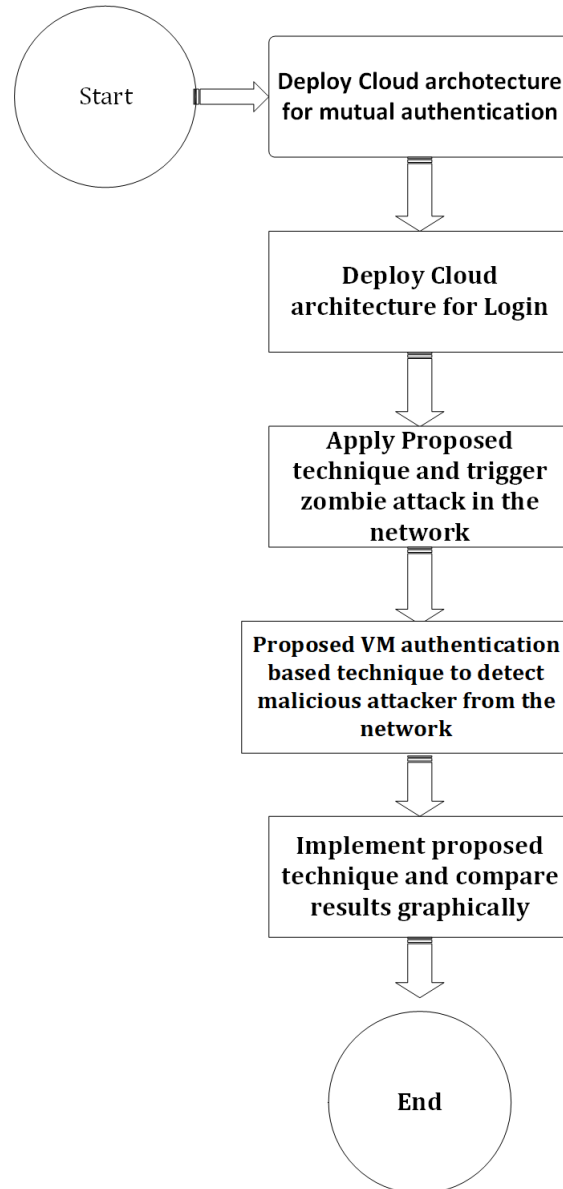 Start
Deploy Cloud archotecture
for mutual authentication
Deploy Cloud
architecture for Login
Apply Proposed
technique and trigger
zombie attack in the
network
Proposed VM authentication
based technique to detect
malicious attacker from the
network
Implement proposed
technique and compare
results graphically
End